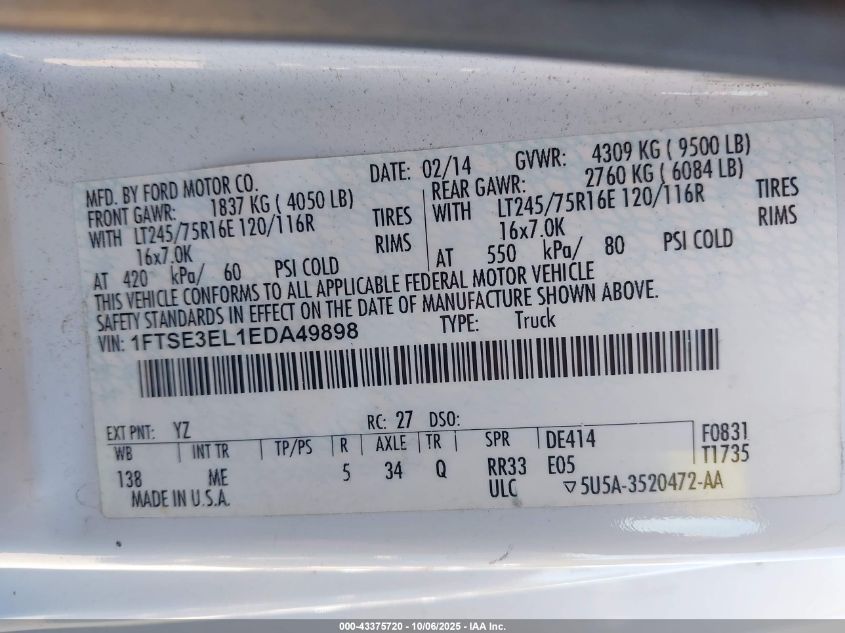 DATE: 02/14 GVWR: 4309 KG ( 9500 LB)
MFD. BY FORD MOTOR CO.
FRONT GAWR: 1837 KG ( 4050 LB) REAR GAWR: 2760 KG ( 6084 LB)
WITH LT245/75R16E 120/116R TIRES WITH LT245/75R16E 120/116R TIRES
16x7.0K RIMS 16x7.0K RIMS
AT 420 kPa/ 60 PSI COLD AT 550 kPa/ 80 PSI COLD
THIS VEHICLE CONFORMS TO ALL APPLICABLE FEDERAL MOTOR VEHICLE
SAFETY STANDARDS IN EFFECT ON THE DATE OF MANUFACTURE SHOWN ABOVE.
VIN: 1FTSE3EL1EDA49898 TYPE: Truck
EXT PNT: YZ RC: 27 DSO:
WB INT TR TP/PS R AXLE TR SPR DE414 F0831
138 ME 5 34 Q RR33 E05 T1735
MADE IN U.S.A. ULC ▽5U5A-3520472-AA
000-43375720 - 10/06/2025 - IAA Inc.